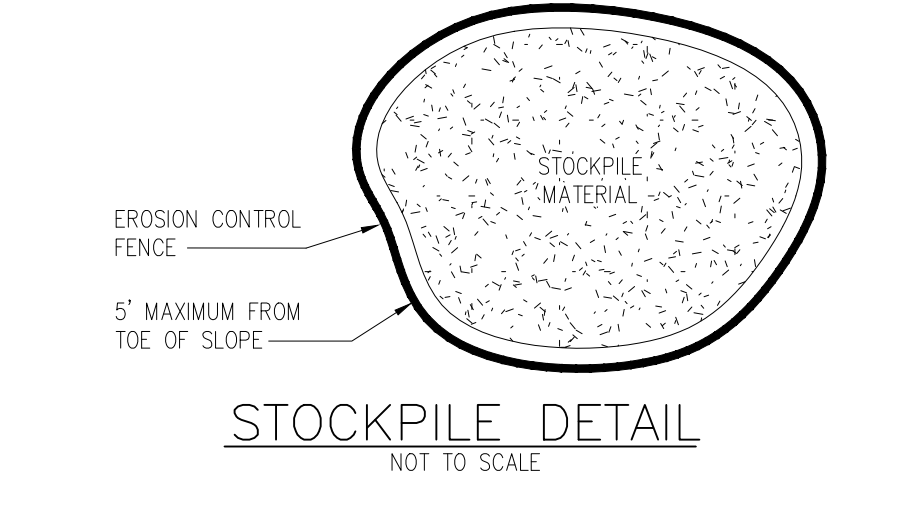 STOCKPILE
MATERIAL
EROSION CONTROL
FENCE
5' MAXIMUM FROM
TOE OF SLOPE
STOCKPILE DETAIL
NOT TO SCALE